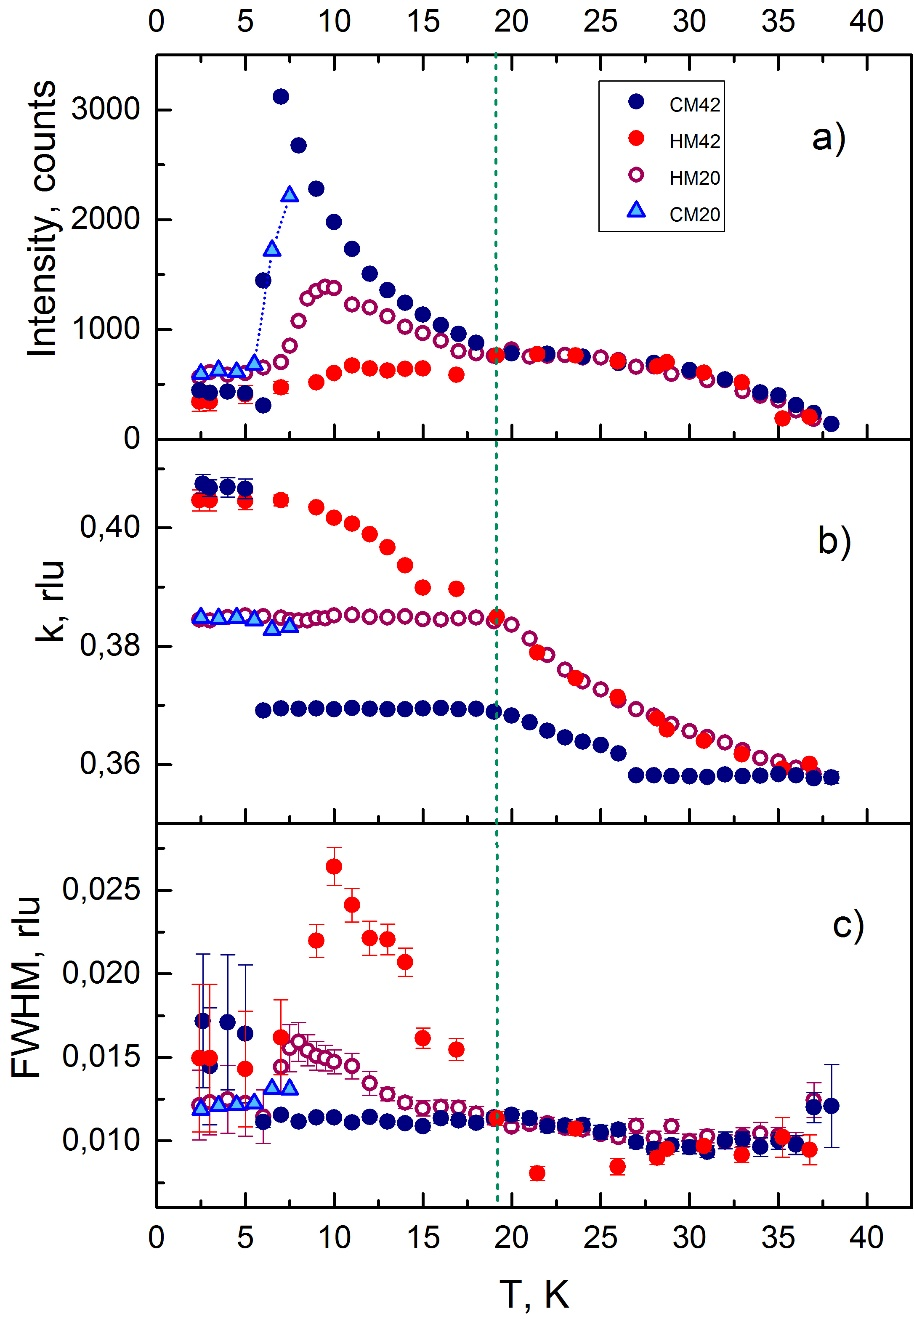 0 5 10 15 20 25 30 35 40
3000
2000
1000
0
Intensity, counts
CM42
HM42
HM20
CM20
a)
0,40
0,38
0,36
k, rlu
b)
0,025
0,020
0,015
0,010
FWHM, rlu
c)
0 5 10 15 20 25 30 35 40
T, K